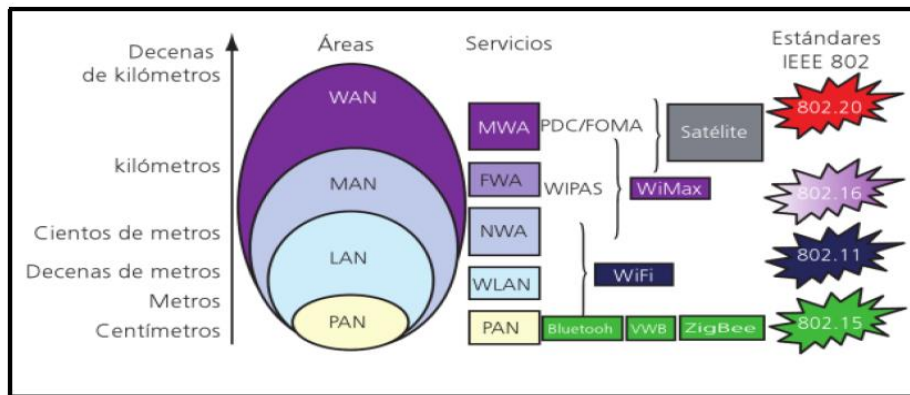 Decenas
de kilómetros
kilómetros
Cientos de metros
Decenas de metros
Metros
Centímetros
Áreas
WAN
MAN
LAN
PAN
Servicios
MWA
FWA
NWA
WLAN
PAN
PDC/FOMA
WIPAS
Satélite
WiMax
WiFi
Bluetooh
VWB
ZigBee
Estándares
IEEE 802
802.20
802.16
802.11
802.15